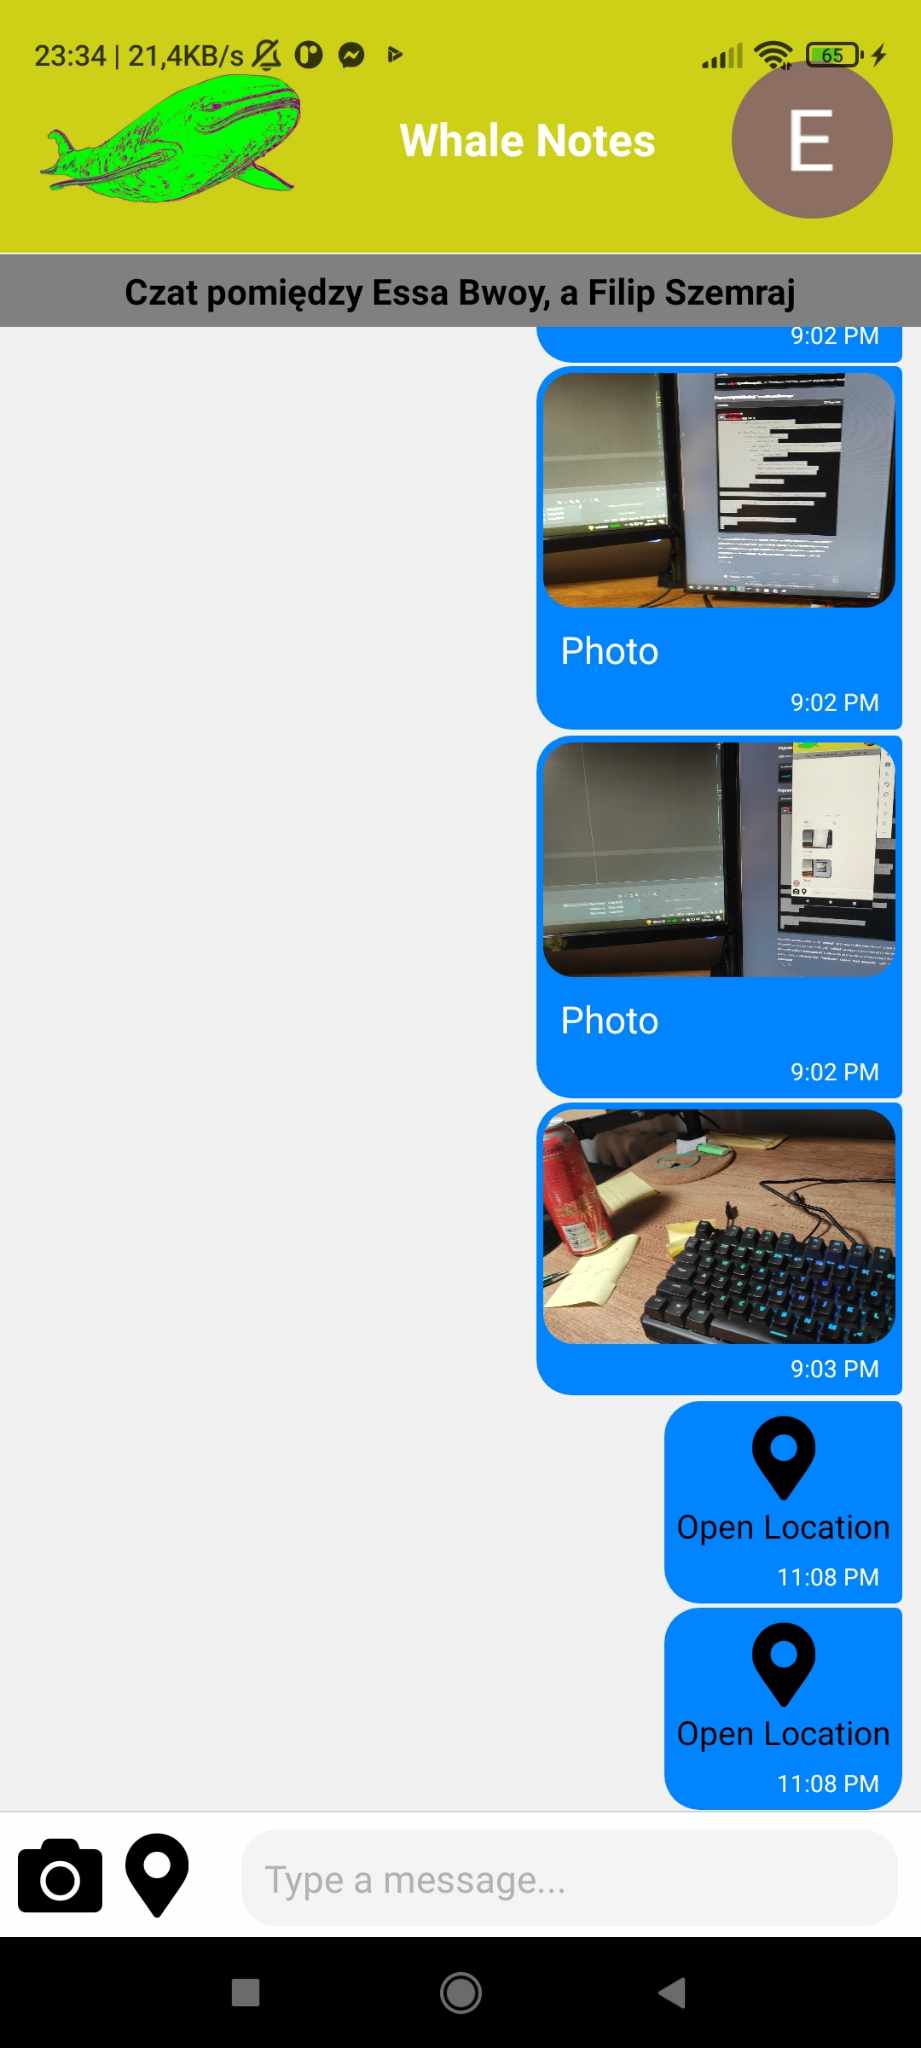 23:34 | 21,4KB/s
65
Whale Notes
E
Czat pomiędzy Essa Bwoy, a Filip Szemraj
9:02 PM
Photo
9:02 PM
Photo
9:02 PM
9:03 PM
Open Location
11:08 PM
Open Location
11:08 PM
Type a message...